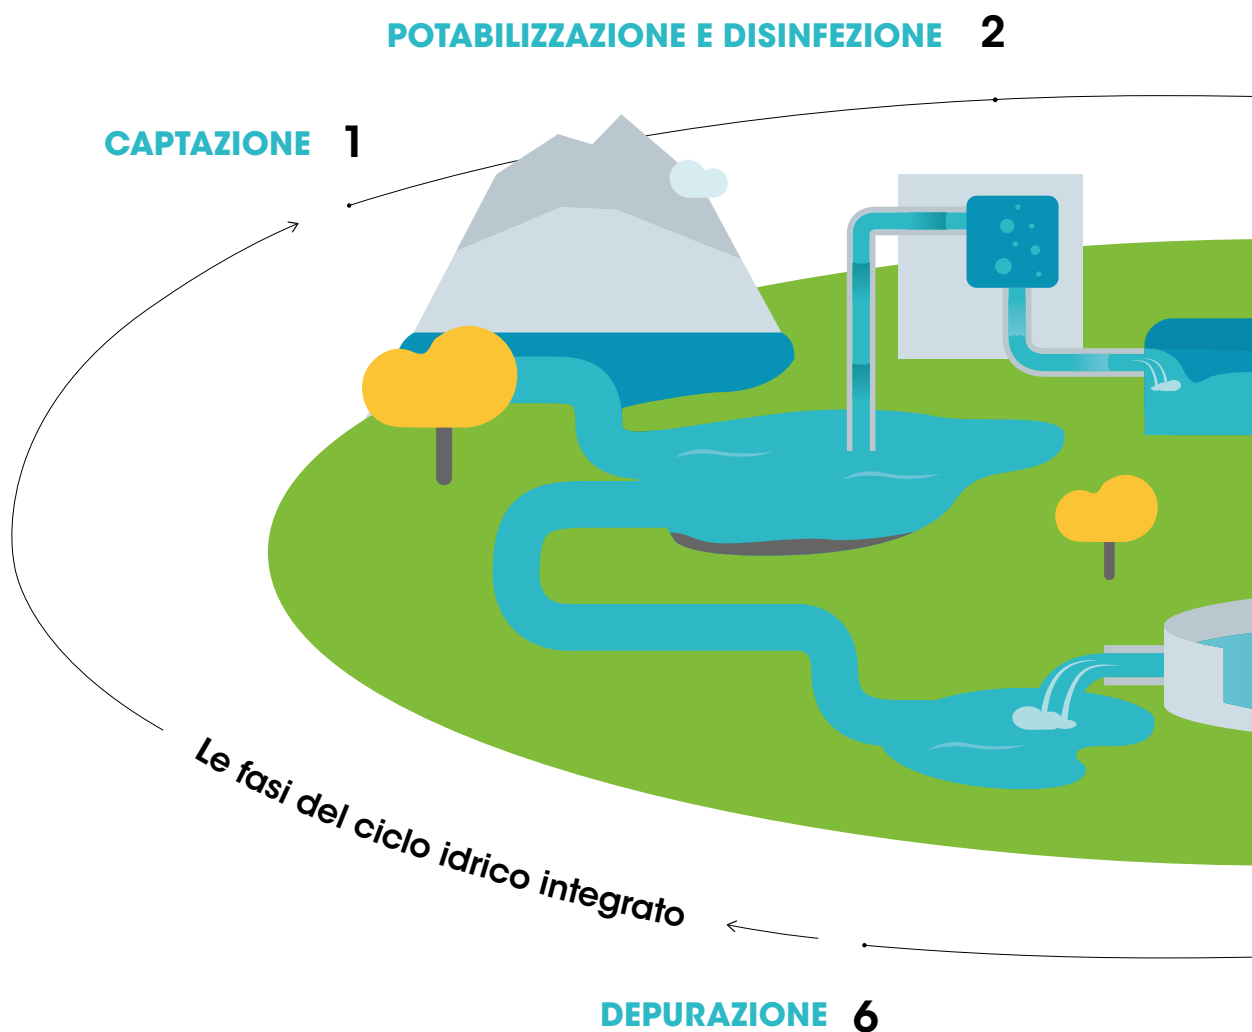 POTABILIZZAZIONE E DISINFEZIONE 2
CAPTAZIONE 1
Le fasi del ciclo idrico integrato
DEPURAZIONE 6